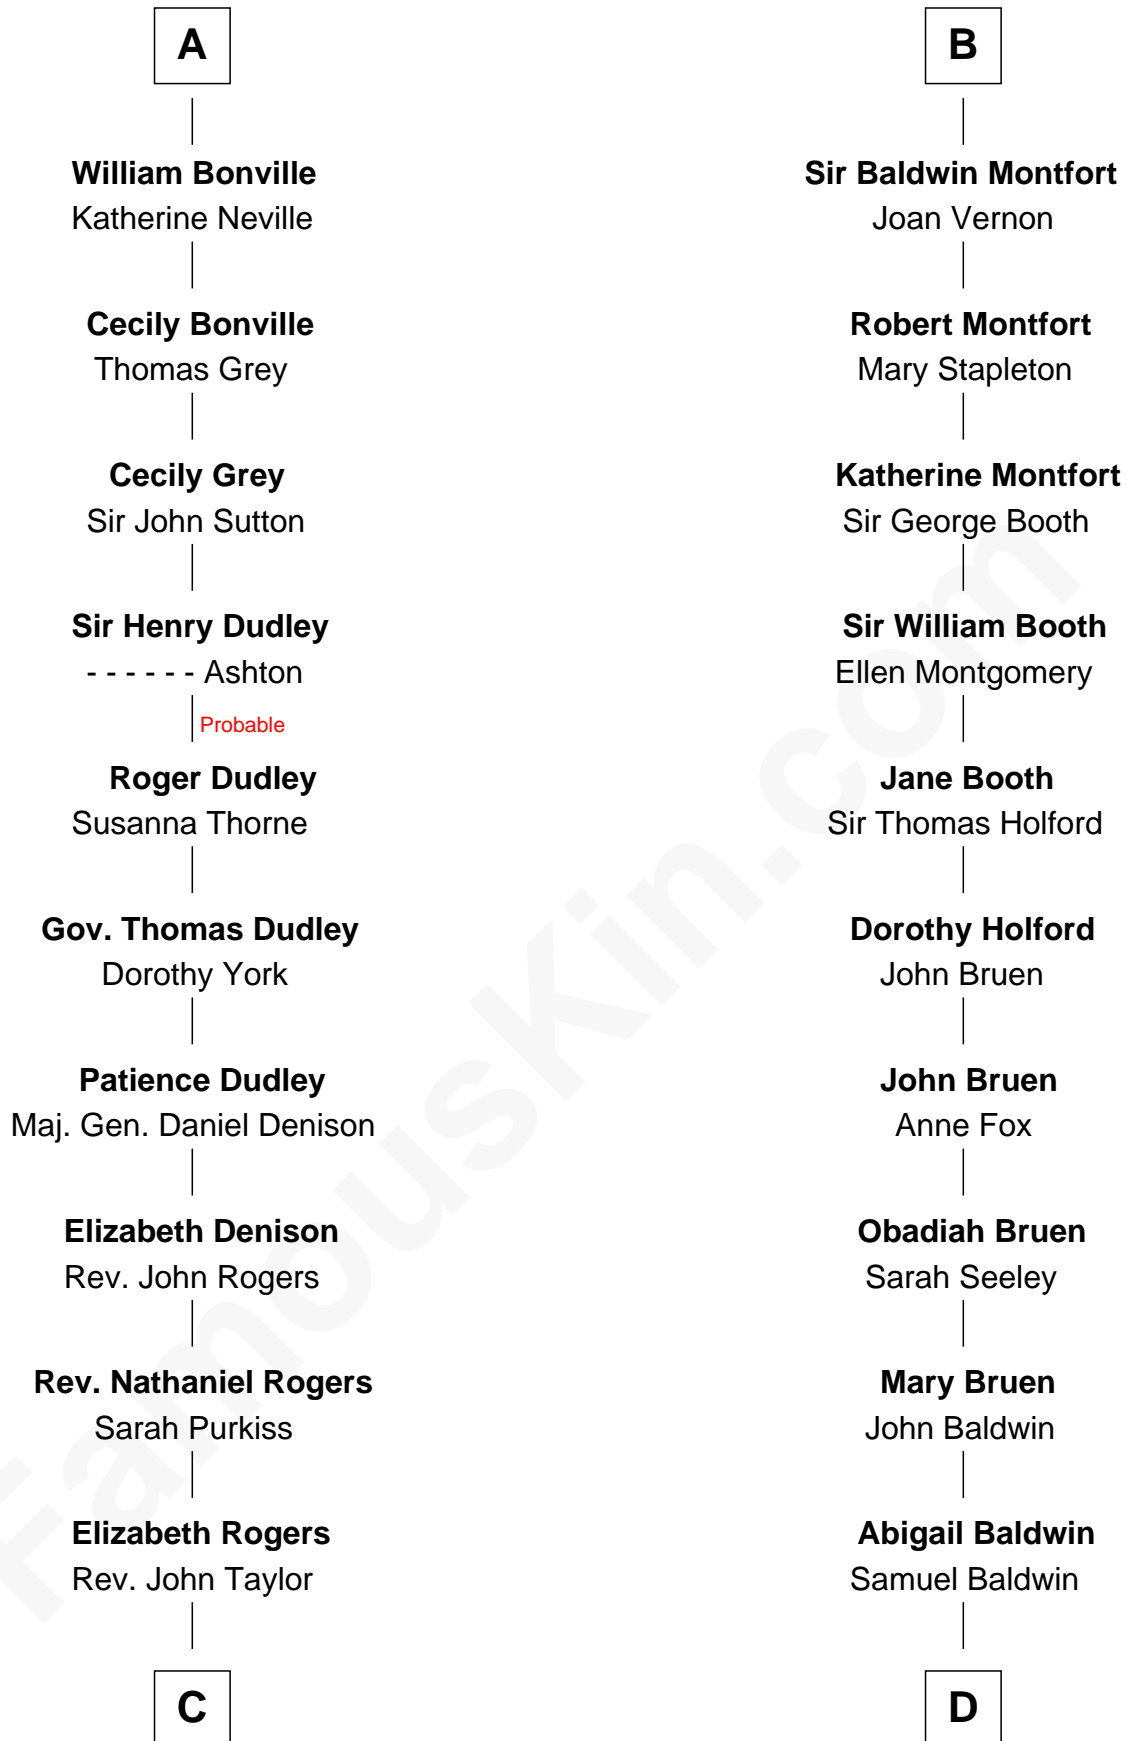 A
William Bonville
Katherine Neville
Cecily Bonville
Thomas Grey
Cecily Grey
Sir John Sutton
Sir Henry Dudley
- - - - - - Ashton
Probable
Roger Dudley
Susanna Thorne
Gov. Thomas Dudley
Dorothy York
Patience Dudley
Maj. Gen. Daniel Denison
Elizabeth Denison
Rev. John Rogers
Rev. Nathaniel Rogers
Sarah Purkiss
Elizabeth Rogers
Rev. John Taylor
C
B
Sir Baldwin Montfort
Joan Vernon
Robert Montfort
Mary Stapleton
Katherine Montfort
Sir George Booth
Sir William Booth
Ellen Montgomery
Jane Booth
Sir Thomas Holford
Dorothy Holford
John Bruen
John Bruen
Anne Fox
Obadiah Bruen
Sarah Seeley
Mary Bruen
John Baldwin
Abigail Baldwin
Samuel Baldwin
D
FamousKin.com